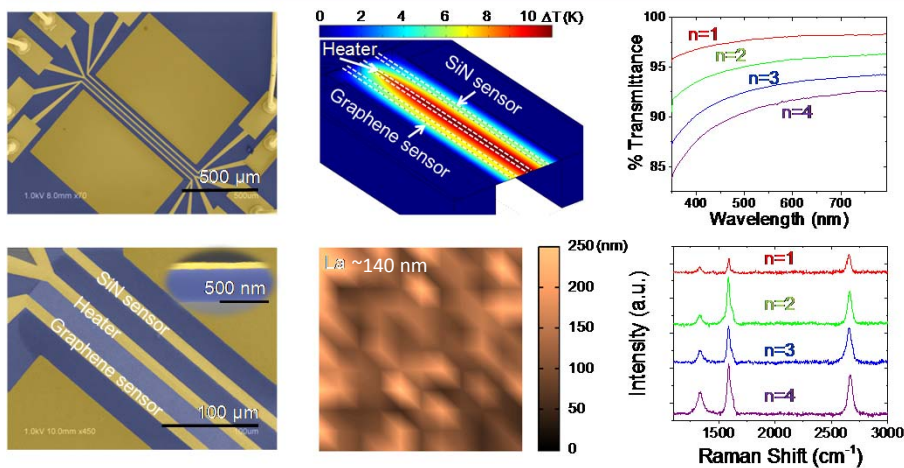 500 µm
1.0kV 8.0mm x70
500um
0 2 4 6 8 10 ΔT(K)
Heater
SiN sensor
Graphene sensor
100
95
90
85
% Transmittance
n=1
n=2
n=3
n=4
400 500 600 700
Wavelength (nm)
500 nm
SiN sensor
Heater
Graphene sensor
100 µm
1.0kV 10.0mm x450
100um
La ~140 nm
250 (nm)
200
150
100
50
0
Intensity (a.u.)
n=1
n=2
n=3
n=4
1500 2000 2500 3000
Raman Shift (cm⁻¹)